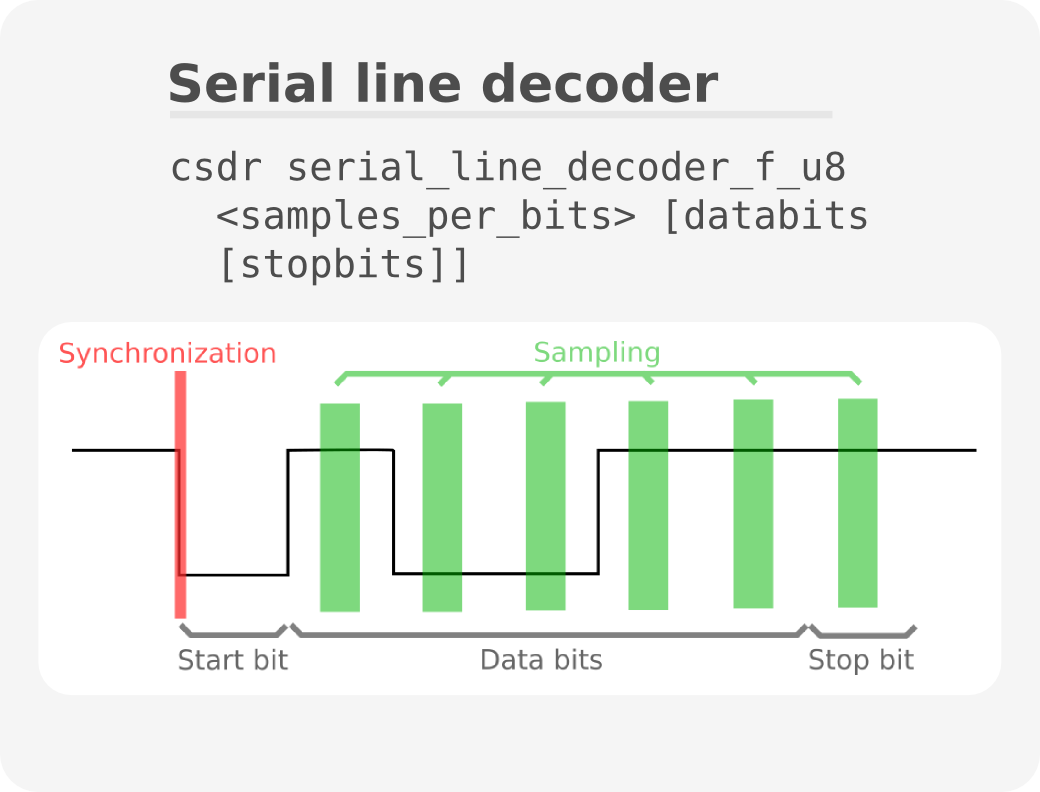 Serial line decoder
csdr serial_line_decoder_f_u8
<samples_per_bits> [databits
[stopbits]]
Synchronization
Sampling
Start bit
Data bits
Stop bit